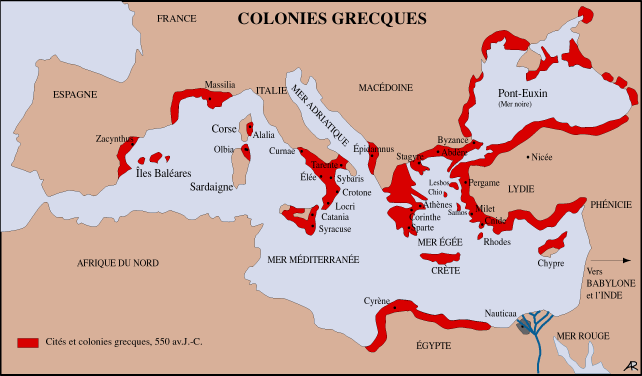 COLONIES GRECQUES
FRANCE
ESPAGNE
Massilia
ITALIE
MER ADRIATIQUE
MACÉDOINE
Pont-Euxin
(Mer noire)
Zacynthus
Corse
Alalia
Olbia
Îles Baléares
Sardaigne
Cumae
Tarente
Élée
Sybaris
Crotone
Locri
Catania
Syracuse
Épidamnus
Stagyre
Abdère
Byzance
Nicée
Lesbos
Chio
Pergame
LYDIE
PHÉNICIE
Athènes
Samos
Milet
Corinthe
Sparte
MER ÉGÉE
Rhodes
CRÈTE
Chypre
MER MÉDITERRANÉE
AFRIQUE DU NORD
Vers
BABYLONE
et l'INDE
Cyrène
Nauticaa
ÉGYPTE
MER ROUGE
Cités et colonies grecques, 550 av.J.-C.
AR